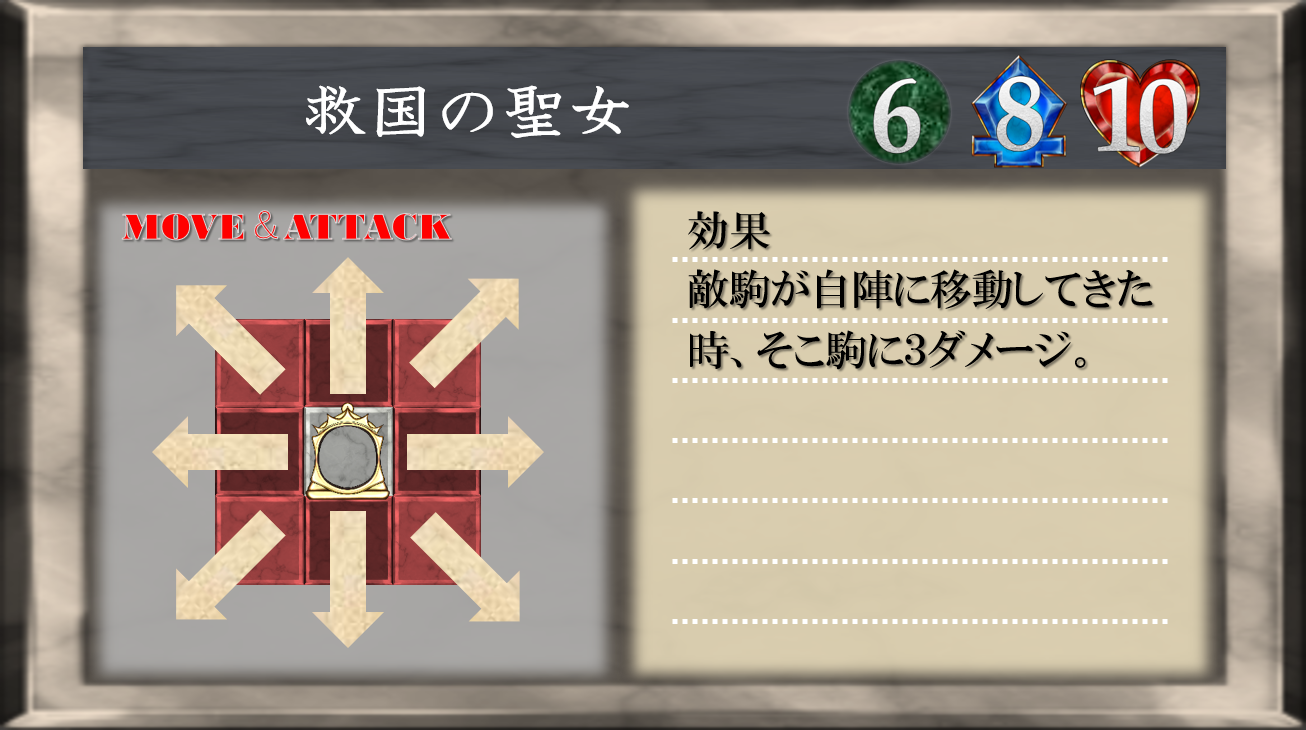 救国の聖女
6 8 10
MOVE & ATTACK
効果
敵駒が自陣に移動してきた
時、そこ駒に3ダメージ。